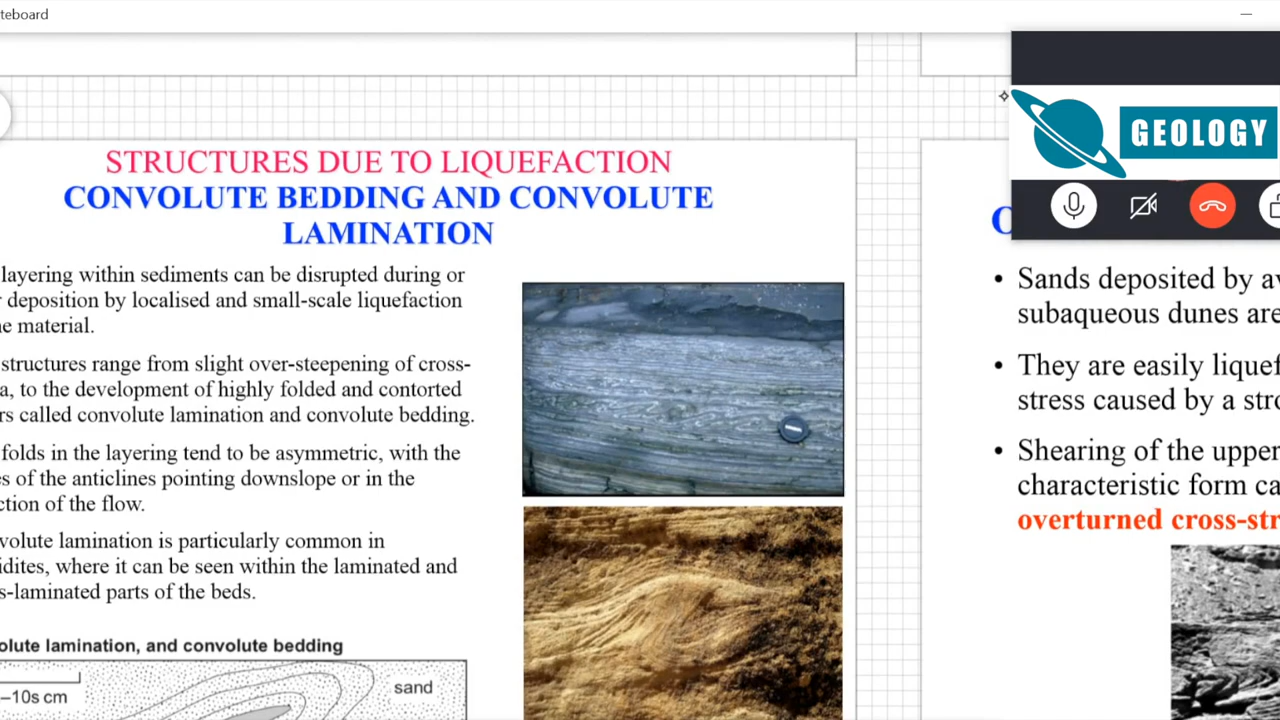 teboard
GEOLOGY
STRUCTURES DUE TO LIQUEFACTION
CONVOLUTE BEDDING AND CONVOLUTE
LAMINATION
layering within sediments can be disrupted during or
deposition by localised and small-scale liquefaction
material.
structures range from slight over-steepening of cross-
a, to the development of highly folded and contorted
rs called convolute lamination and convolute bedding.
folds in the layering tend to be asymmetric, with the
es of the anticlines pointing downslope or in the
ction of the flow.
volute lamination is particularly common in
idites, where it can be seen within the laminated and
s-laminated parts of the beds.
olute lamination, and convolute bedding
–10s cm
sand
• Sands deposited by av
subaqueous dunes are
• They are easily liquef
stress caused by a stro
• Shearing of the upper
characteristic form ca
overturned cross-str